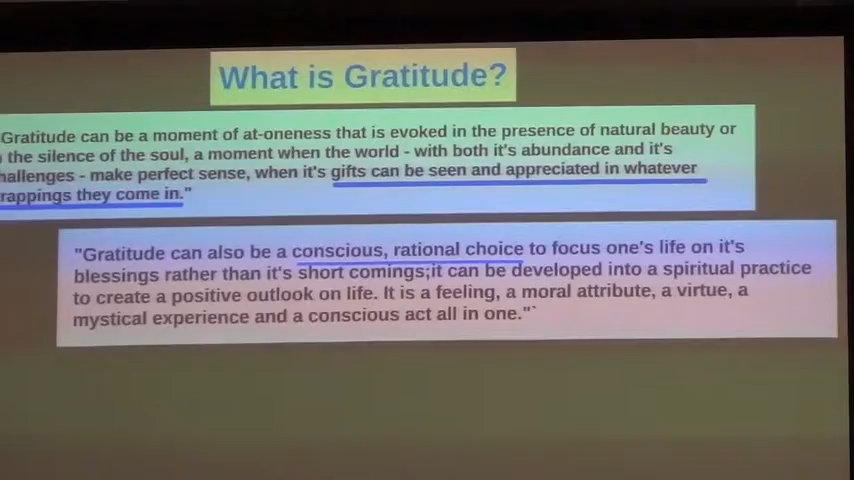 What is Gratitude?
Gratitude can be a moment of at-oneness that is evoked in the presence of natural beauty or
the silence of the soul, a moment when the world - with both it's abundance and it's
hallenges - make perfect sense, when it's gifts can be seen and appreciated in whatever
rappings they come in."
"Gratitude can also be a conscious, rational choice to focus one's life on it's
blessings rather than it's short comings;it can be developed into a spiritual practice
to create a positive outlook on life. It is a feeling, a moral attribute, a virtue, a
mystical experience and a conscious act all in one."`